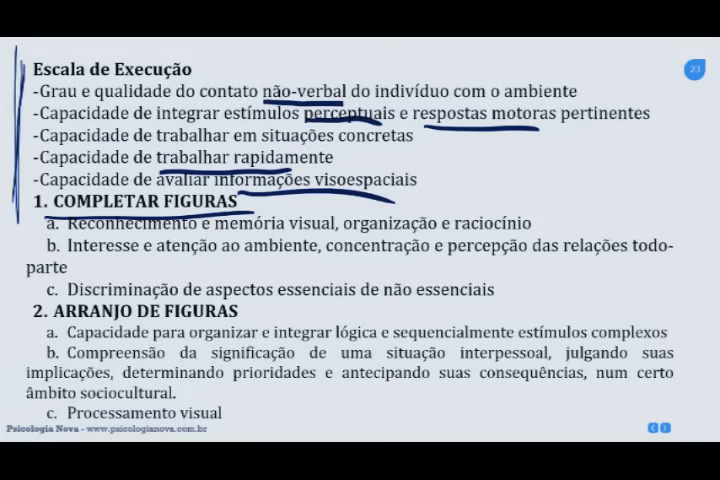 Escala de Execução
23
-Grau e qualidade do contato não-verbal do indivíduo com o ambiente
-Capacidade de integrar estímulos perceptuais e respostas motoras pertinentes
-Capacidade de trabalhar em situações concretas
-Capacidade de trabalhar rapidamente
-Capacidade de avaliar informações visoespaciais
1. COMPLETAR FIGURAS
a. Reconhecimento e memória visual, organização e raciocínio
b. Interesse e atenção ao ambiente, concentração e percepção das relações todo-
parte
c. Discriminação de aspectos essenciais de não essenciais
2. ARRANJO DE FIGURAS
a. Capacidade para organizar e integrar lógica e sequencialmente estímulos complexos
b. Compreensão da significação de uma situação interpessoal, julgando suas
implicações, determinando prioridades e antecipando suas consequências, num certo
âmbito sociocultural.
c. Processamento visual
Psicologia Nova - www.psicologianova.com.br